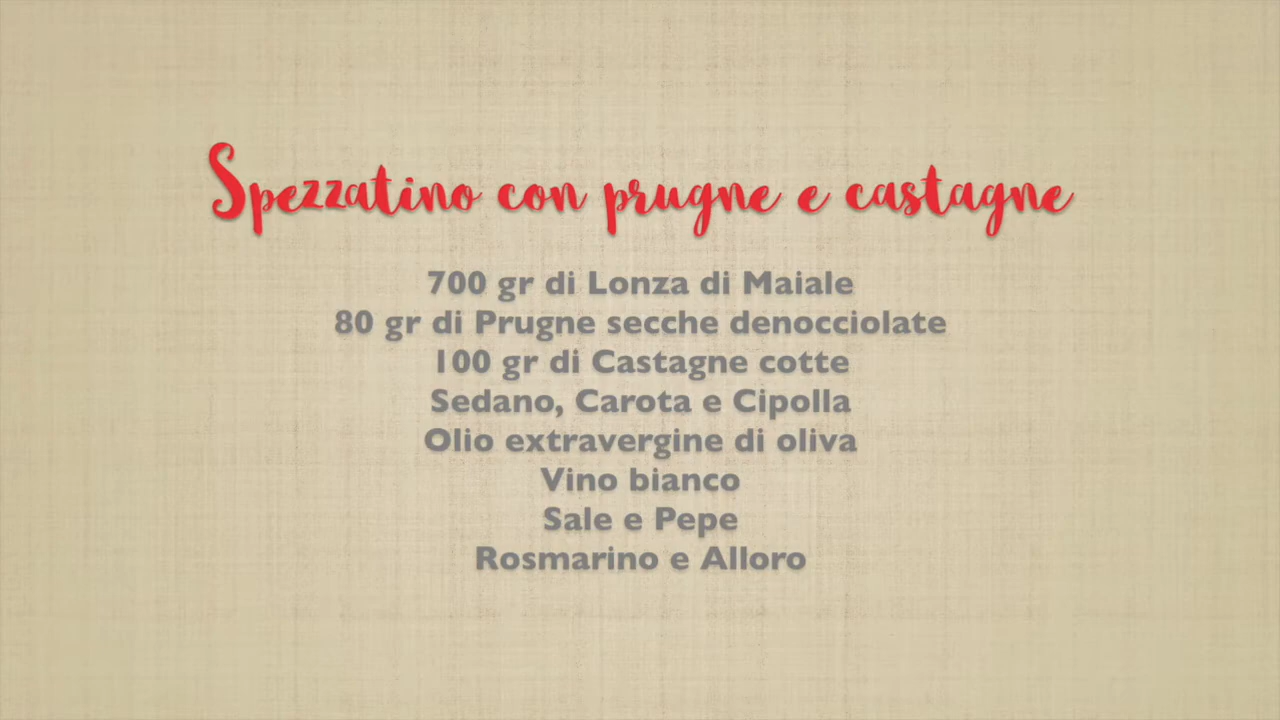 Spezzatino con prugne e castagne
700 gr di Lonza di Maiale
80 gr di Prugne secche denocciolate
100 gr di Castagne cotte
Sedano, Carota e Cipolla
Olio extravergine di oliva
Vino bianco
Sale e Pepe
Rosmarino e Alloro